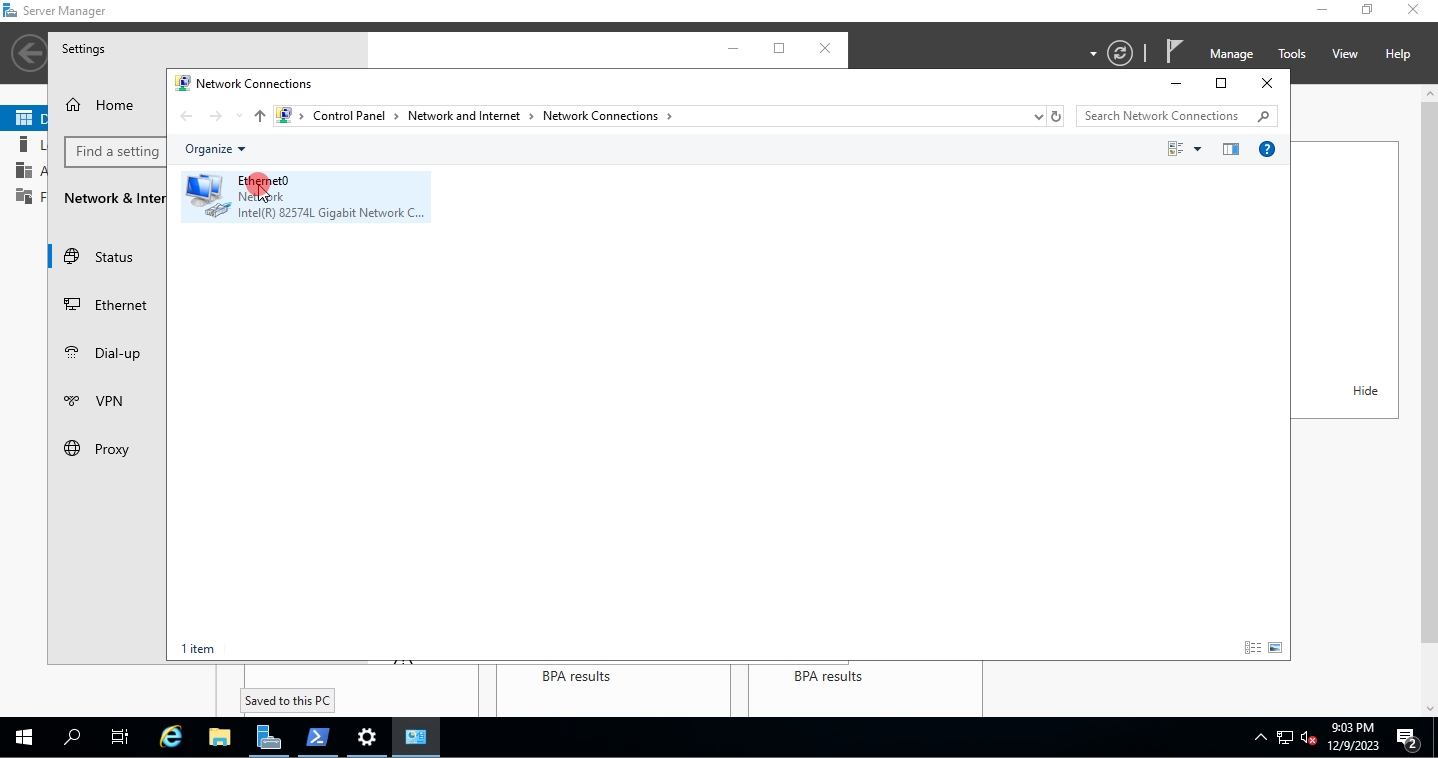 Server Manager
Settings
Manage Tools View Help
Network Connections
Home
Control Panel Network and Internet Network Connections
Search Network Connections
Find a setting
Organize
Ethernet0
Network
Intel(R) 82574L Gigabit Network C...
Network & Inter
Status
Ethernet
Dial-up
Hide
VPN
Proxy
1 item
BPA results
BPA results
Saved to this PC
9:03 PM
12/9/2023
2